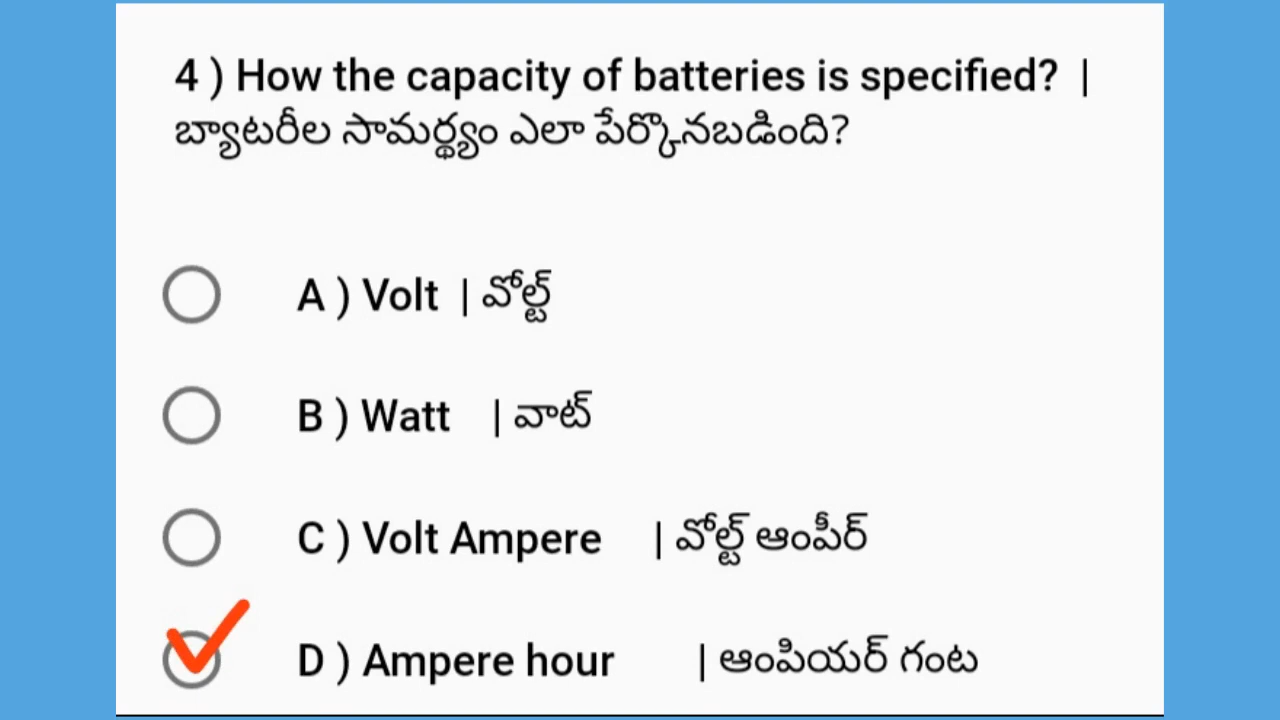 4 ) How the capacity of batteries is specified? |
బ్యాటరీల సామర్థ్యం ఎలా పేర్కొనబడింది?
A ) Volt | వోల్ట్
B ) Watt | వాట్
C ) Volt Ampere | వోల్ట్ ఆంపీర్
D ) Ampere hour | ఆంపియర్ గంట